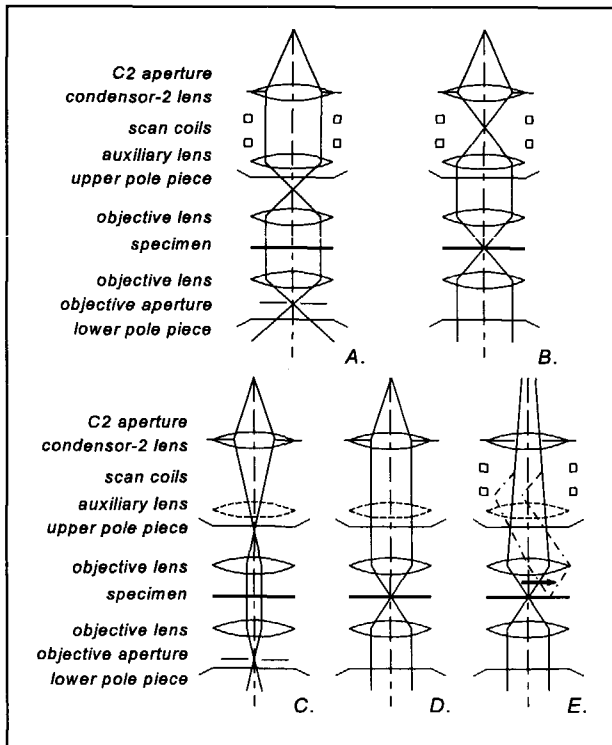 C2 aperture
condensor-2 lens
scan coils
auxiliary lens
upper pole piece
objective lens
specimen
objective lens
objective aperture
lower pole piece
A.
B.
C2 aperture
condensor-2 lens
scan coils
auxiliary lens
upper pole piece
objective lens
specimen
objective lens
objective aperture
lower pole piece
C.
D.
E.